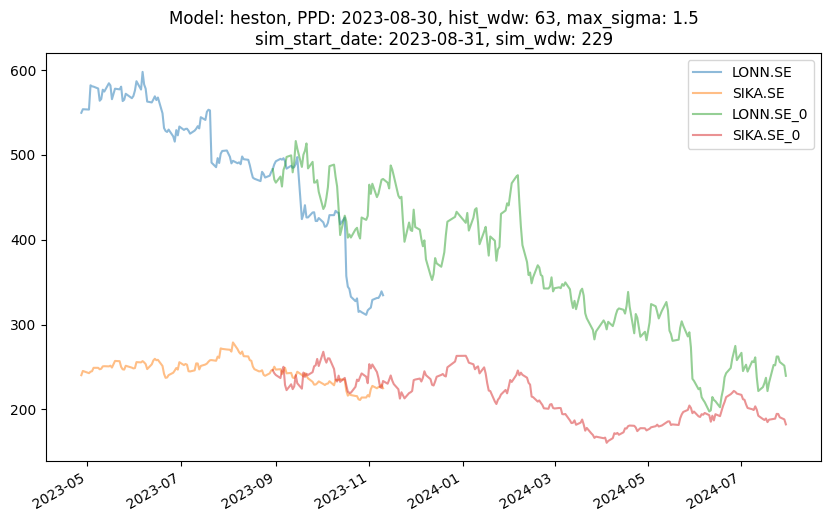 Model: heston, PPD: 2023-08-30, hist_wdw: 63, max_sigma: 1.5
sim_start_date: 2023-08-31, sim_wdw: 229
LONN.SE
SIKA.SE
LONN.SE_0
SIKA.SE_0
600
500
400
300
200
2023-05
2023-07
2023-09
2023-11
2024-01
2024-03
2024-05
2024-07